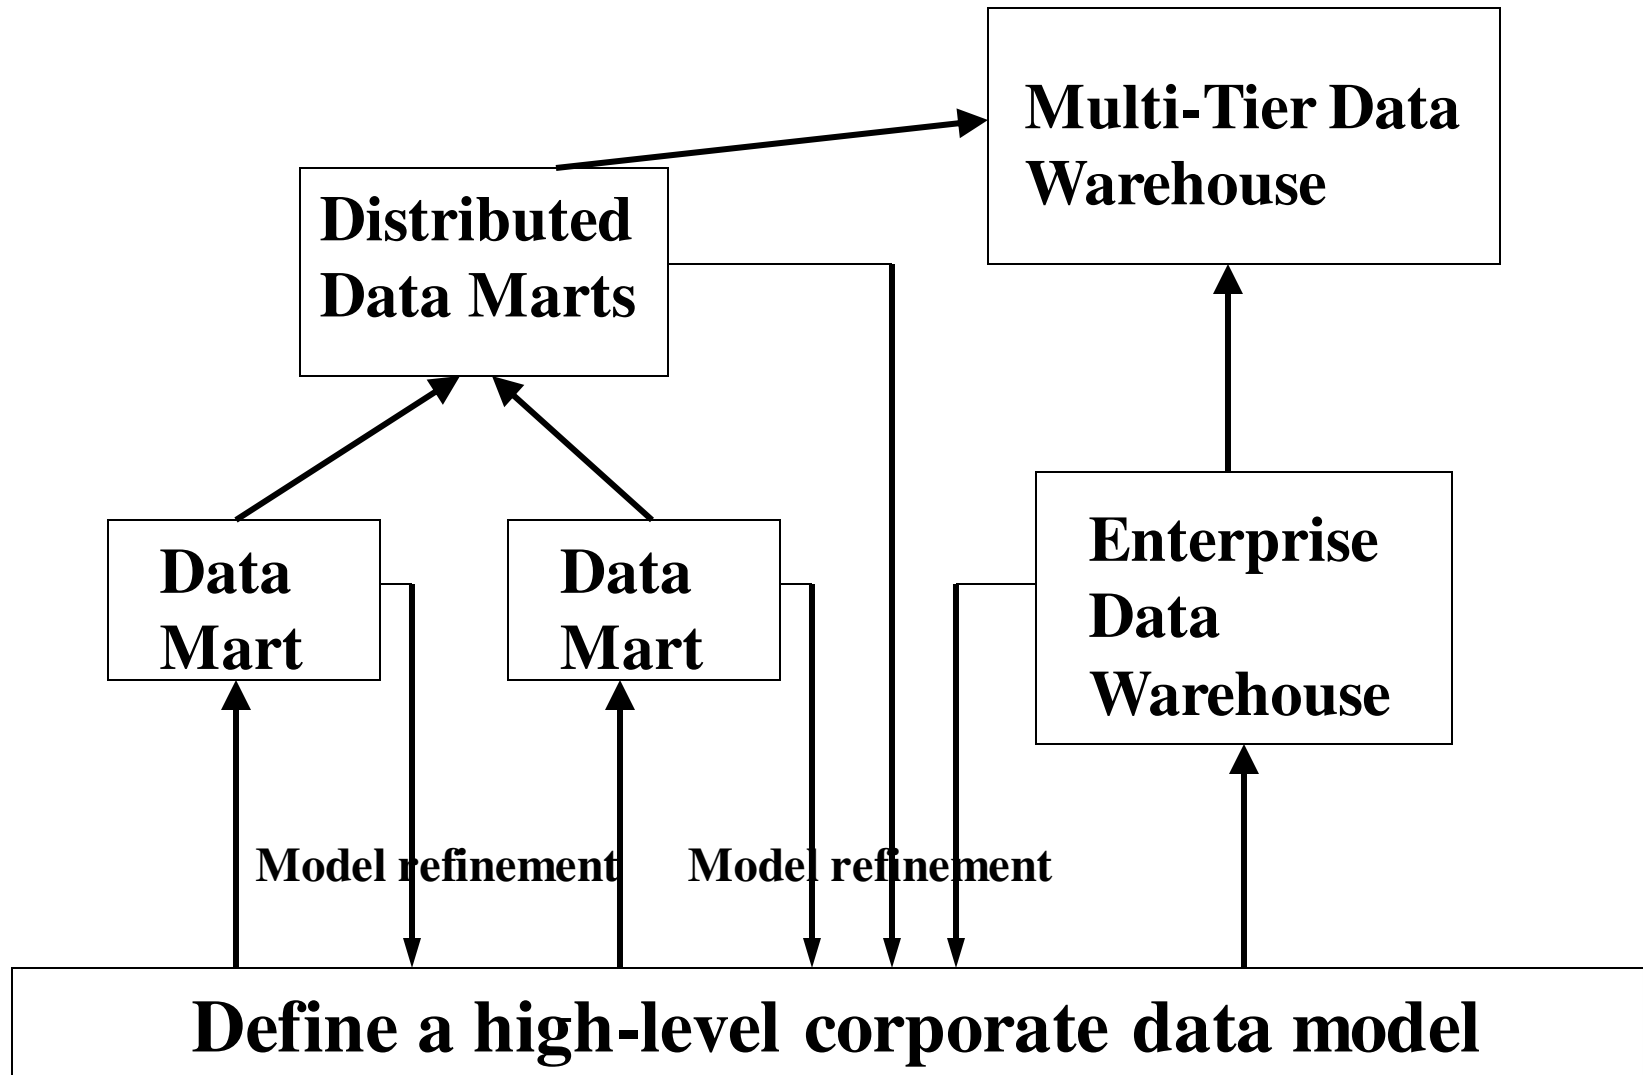 Multi-Tier Data
Warehouse
Distributed
Data Marts
Data
Mart
Data
Mart
Enterprise
Data
Warehouse
Model refinement
Model refinement
Define a high-level corporate data model